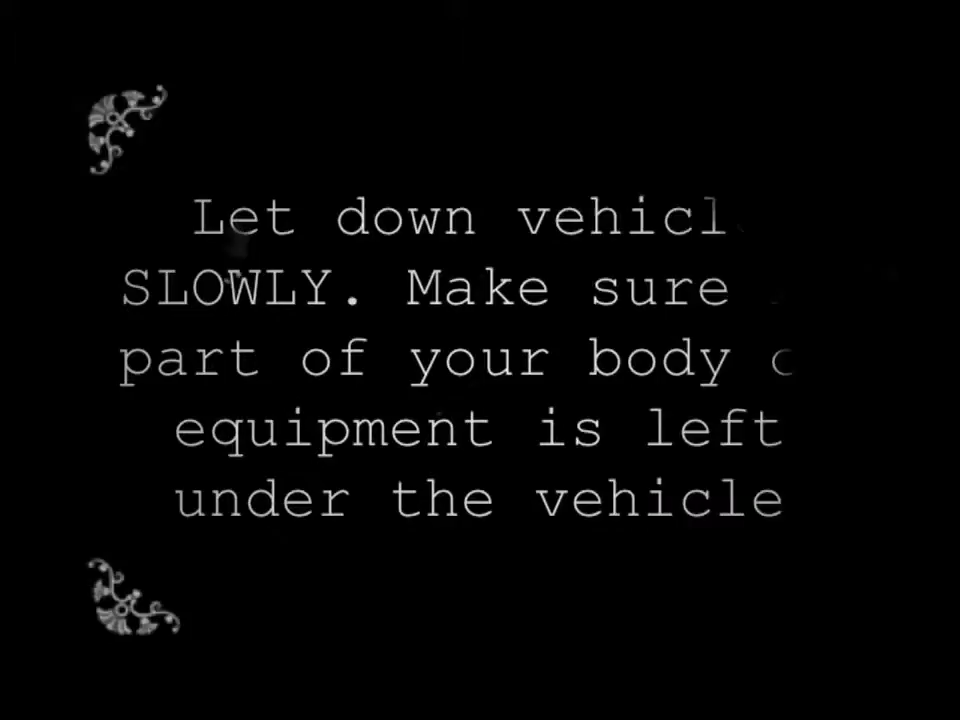 Let down vehicl
SLOWLY. Make sure
part of your body
equipment is left
under the vehicle